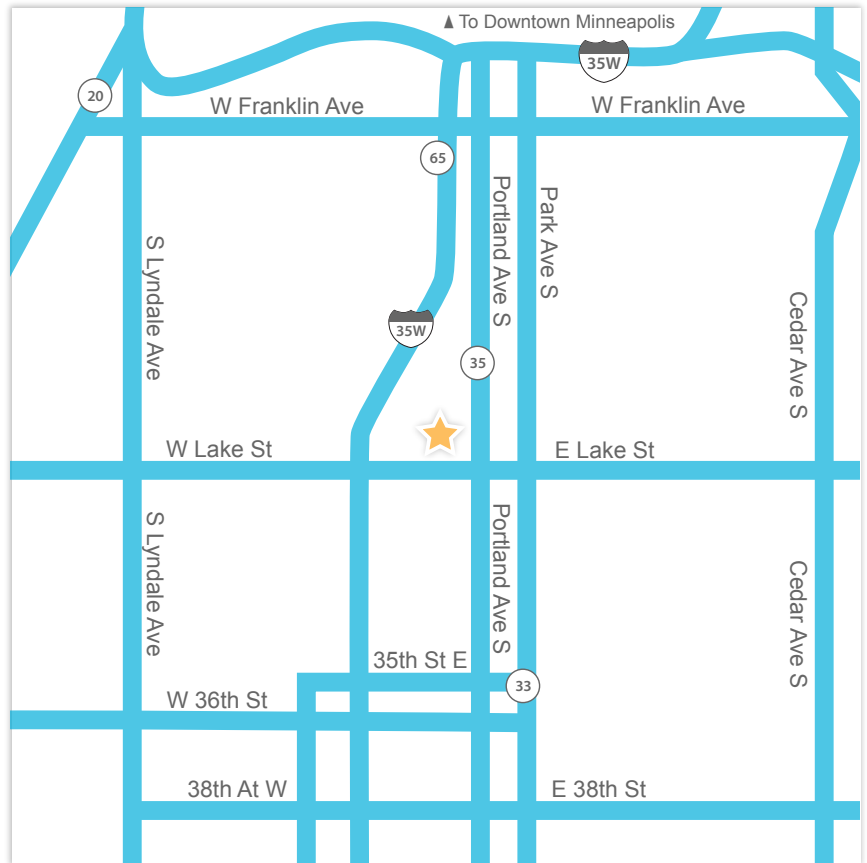 ▲ To Downtown Minneapolis
35W
20
W Franklin Ave
W Franklin Ave
65
Portland Ave S
Park Ave S
S Lyndale Ave
Cedar Ave S
35W
35
W Lake St
E Lake St
S Lyndale Ave
Portland Ave S
Cedar Ave S
35th St E
33
W 36th St
38th At W
E 38th St